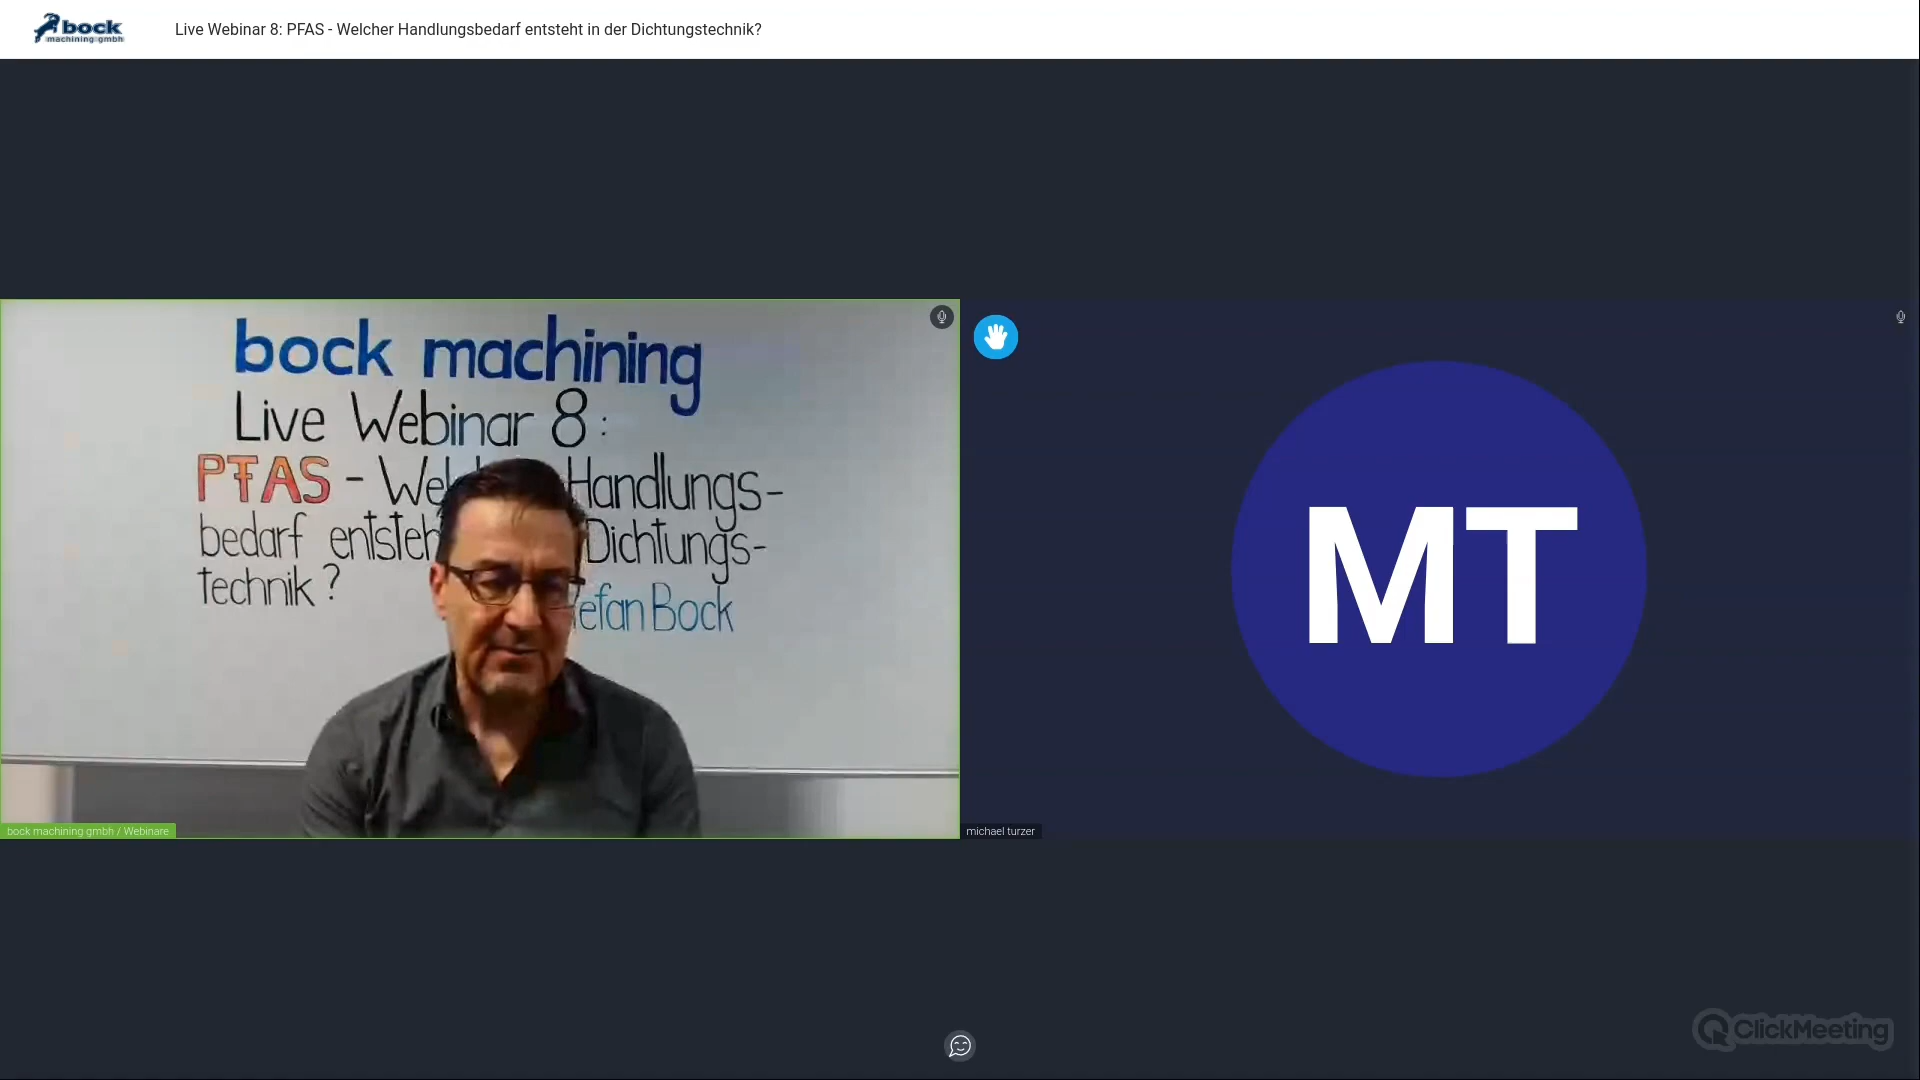 bock
machining gmbh
Live Webinar 8: PFAS - Welcher Handlungsbedarf entsteht in der Dichtungstechnik?
bock machining
Live Webinar 8:
PFAS - Wel Handlungs-
bedarf entsteh Dichtungs-
technik?
efan Bock
bock machining gmbh / Webinare
MT
michael turzer
ClickMeeting